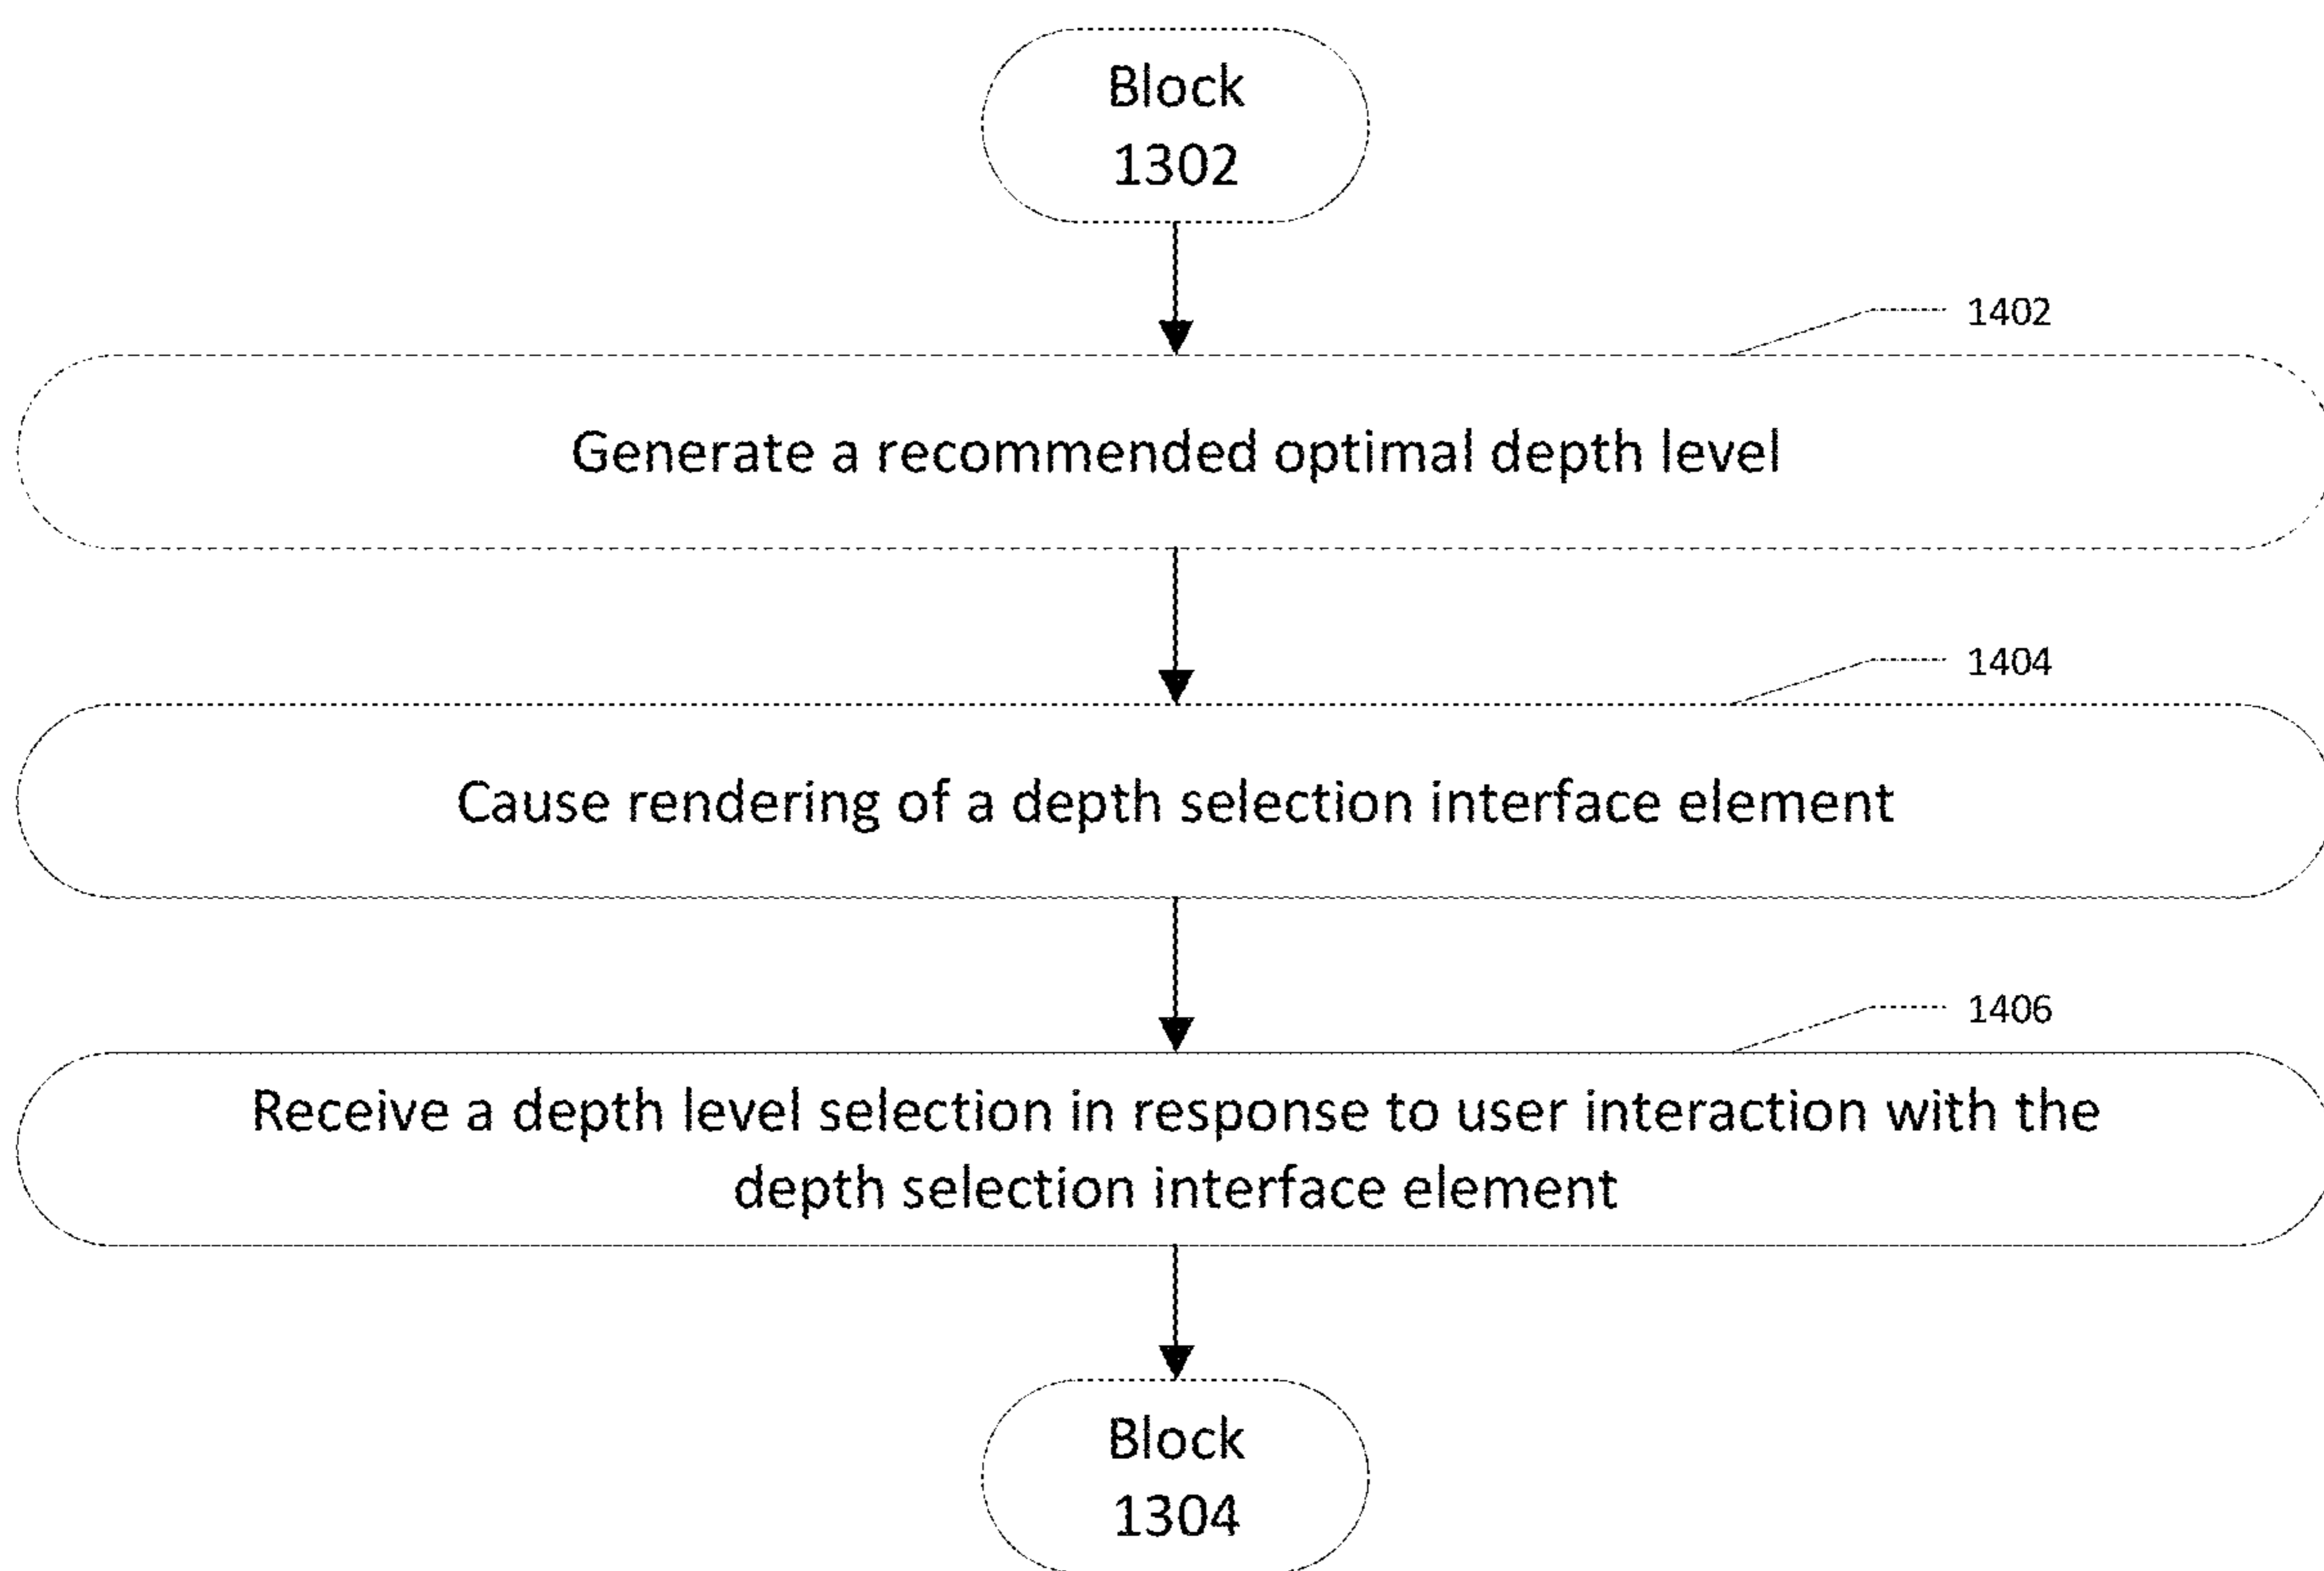 Block
1302
1402
Generate a recommended optimal depth level
1404
Cause rendering of a depth selection interface element
1406
Receive a depth level selection in response to user interaction with the
depth selection interface element
Block
1304